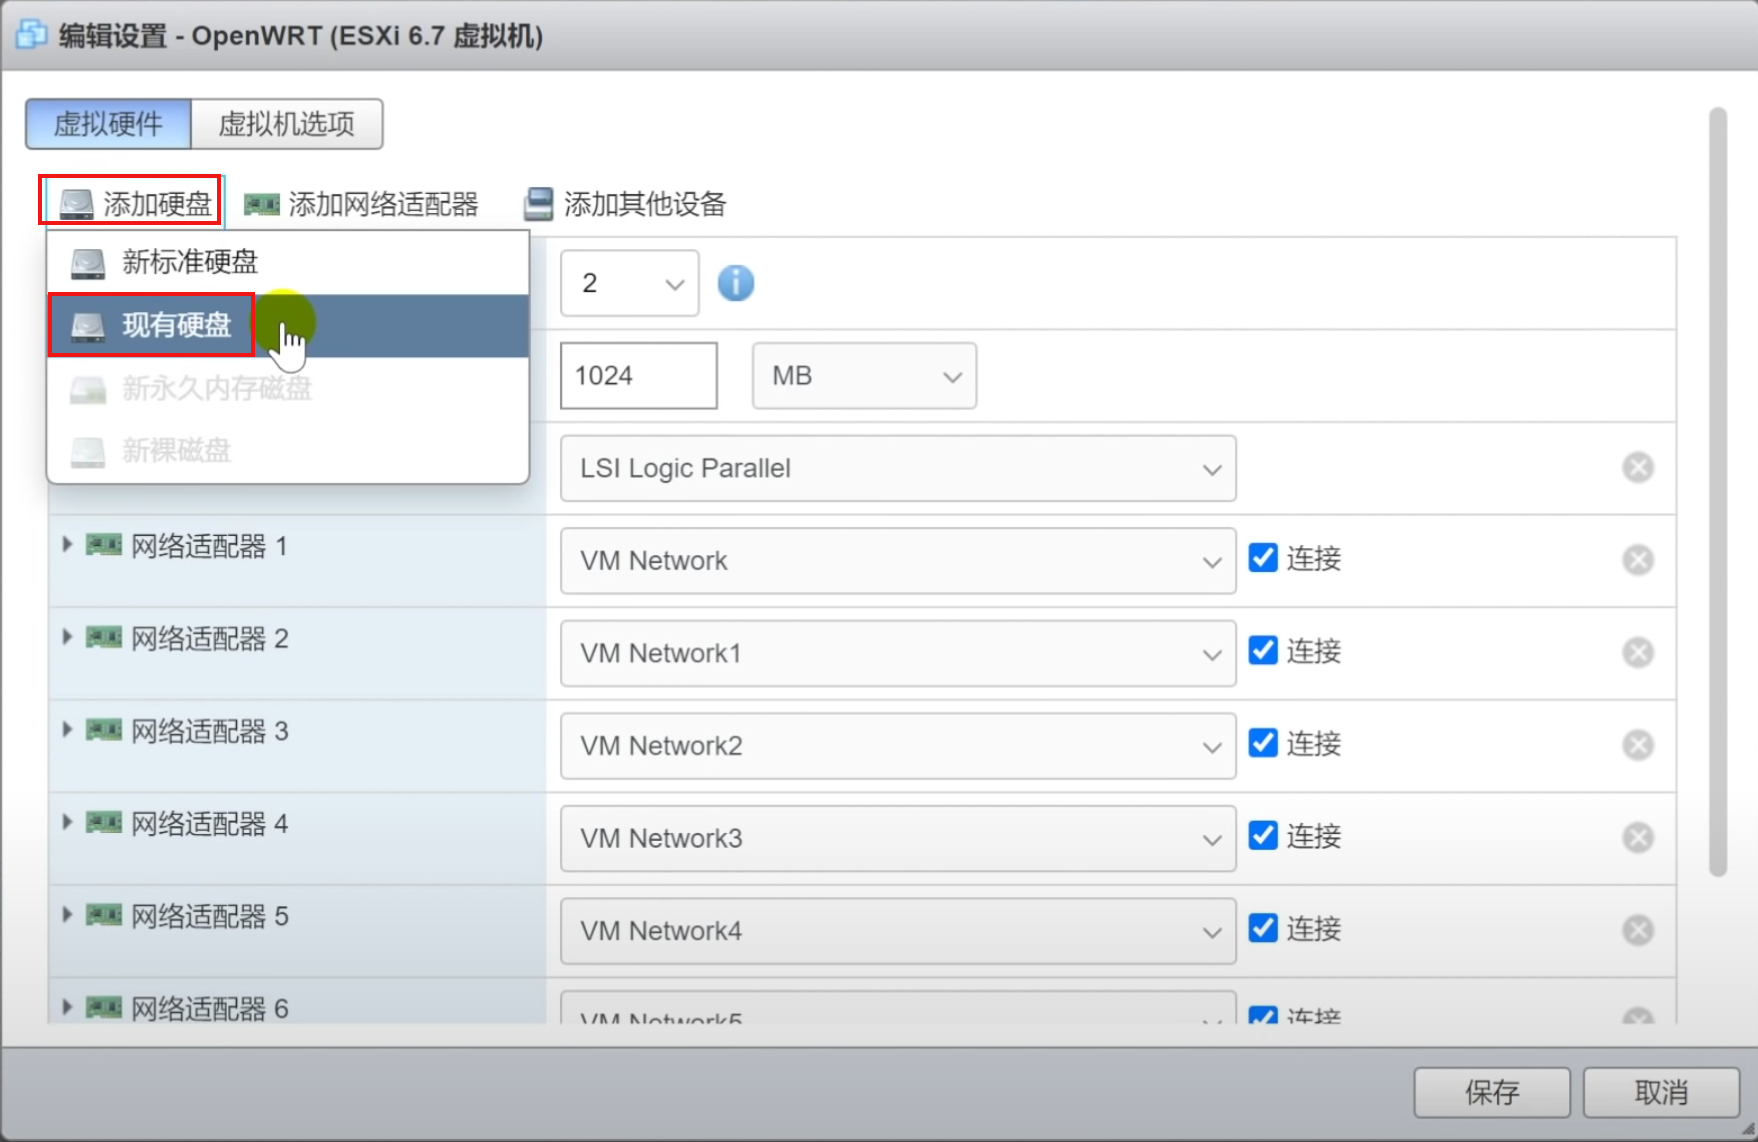 编辑设置 - OpenWRT (ESXi 6.7 虚拟机)
虚拟硬件 虚拟机选项
添加硬盘 添加网络适配器 添加其他设备
新标准硬盘
2
现有硬盘
1024 MB
新永久内存磁盘
新裸磁盘
LSI Logic Parallel
网络适配器 1 VM Network 连接
网络适配器 2 VM Network1 连接
网络适配器 3 VM Network2 连接
网络适配器 4 VM Network3 连接
网络适配器 5 VM Network4 连接
网络适配器 6 VM Network5 连接
保存 取消